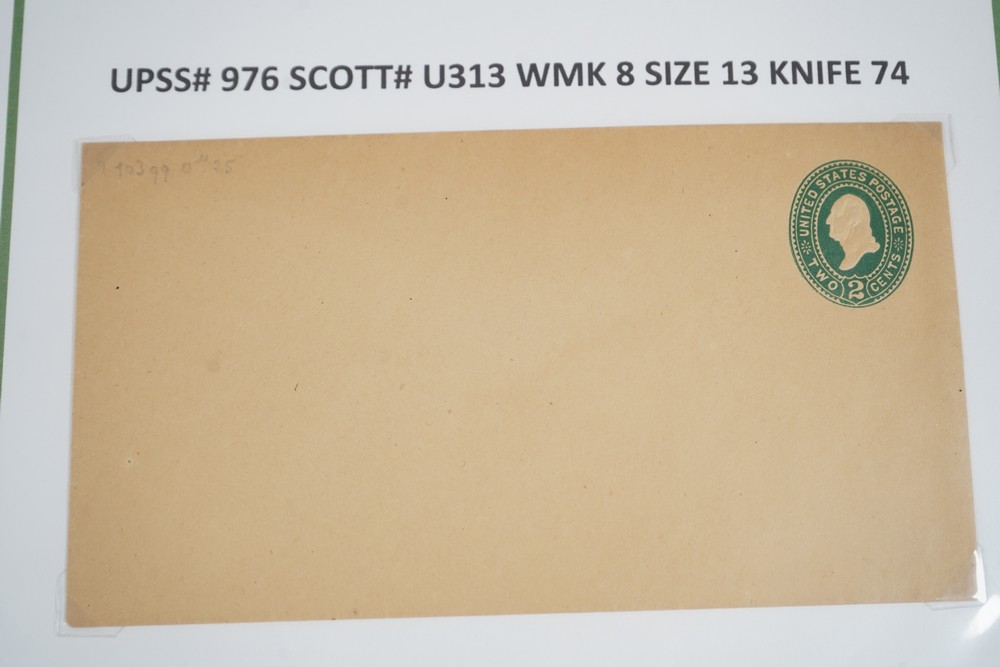 UPSS# 976 SCOTT# U313 WMK 8 SIZE 13 KNIFE 74
UNITED STATES POSTAGE
TWO 2 CENTS